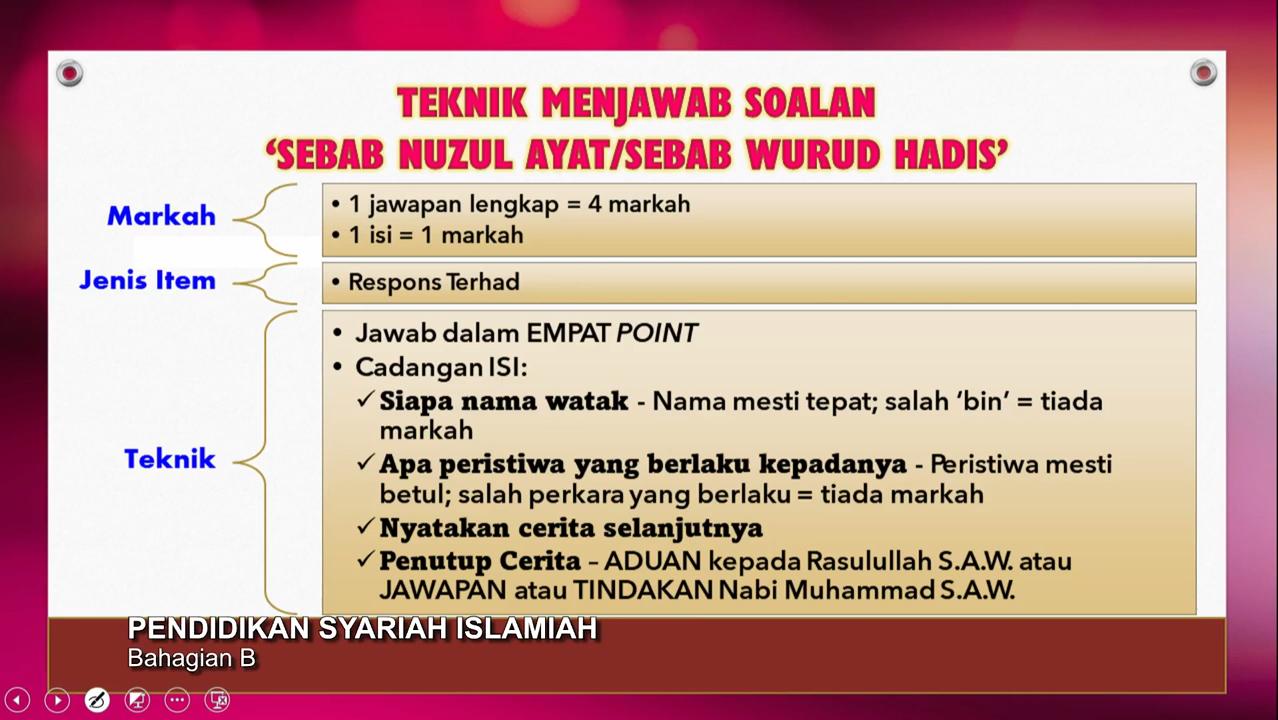 TEKNIK MENJAWAB SOALAN
‘SEBAB NUZUL AYAT/SEBAB WURUD HADIS’
Markah
• 1 jawapan lengkap = 4 markah
• 1 isi = 1 markah
Jenis Item
• Respons Terhad
Teknik
• Jawab dalam EMPAT POINT
• Cadangan ISI:
✓ Siapa nama watak - Nama mesti tepat; salah ‘bin’ = tiada
markah
✓ Apa peristiwa yang berlaku kepadanya - Peristiwa mesti
betul; salah perkara yang berlaku = tiada markah
✓ Nyatakan cerita selanjutnya
✓ Penutup Cerita – ADUAN kepada Rasulullah S.A.W. atau
JAWAPAN atau TINDAKAN Nabi Muhammad S.A.W.
PENDIDIKAN SYARIAH ISLAMIAH
Bahagian B